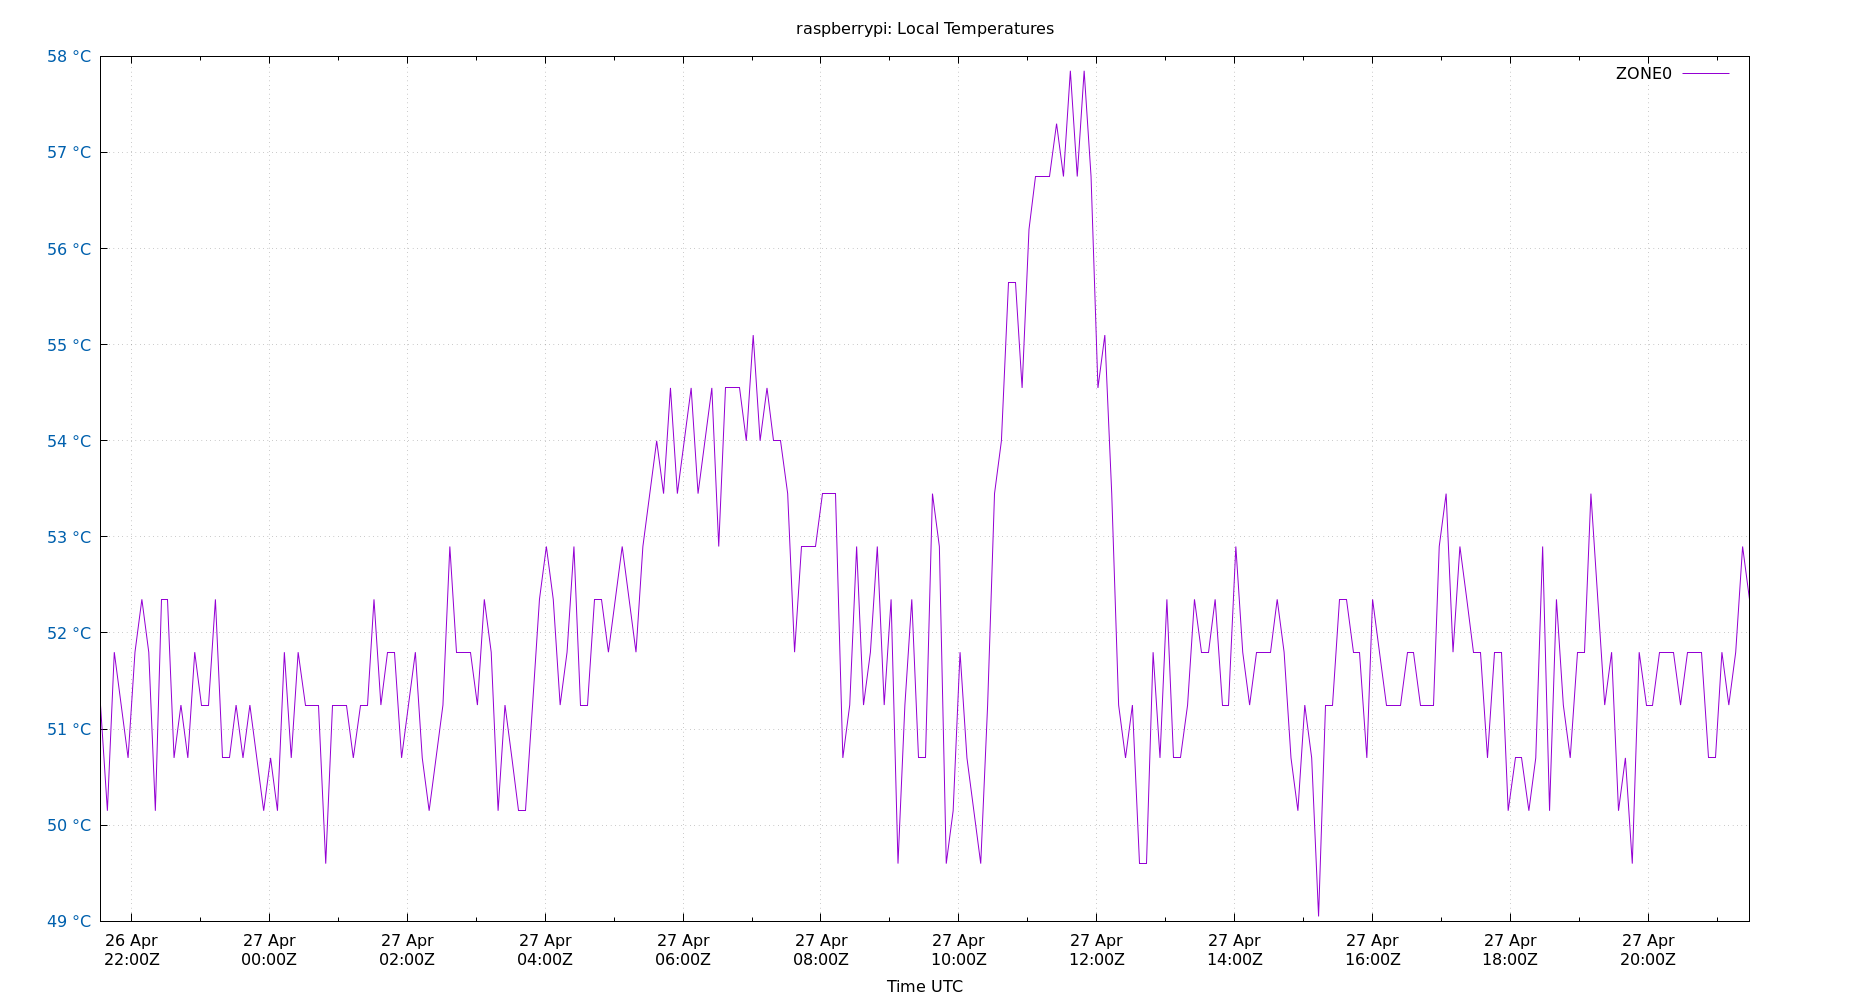 raspberrypi: Local Temperatures
58 °C
ZONE0
57 °C
56 °C
55 °C
54 °C
53 °C
52 °C
51 °C
50 °C
49 °C
26 Apr 27 Apr 27 Apr 27 Apr 27 Apr 27 Apr 27 Apr 27 Apr 27 Apr 27 Apr 27 Apr 27 Apr
22:00Z 00:00Z 02:00Z 04:00Z 06:00Z 08:00Z 10:00Z 12:00Z 14:00Z 16:00Z 18:00Z 20:00Z
Time UTC